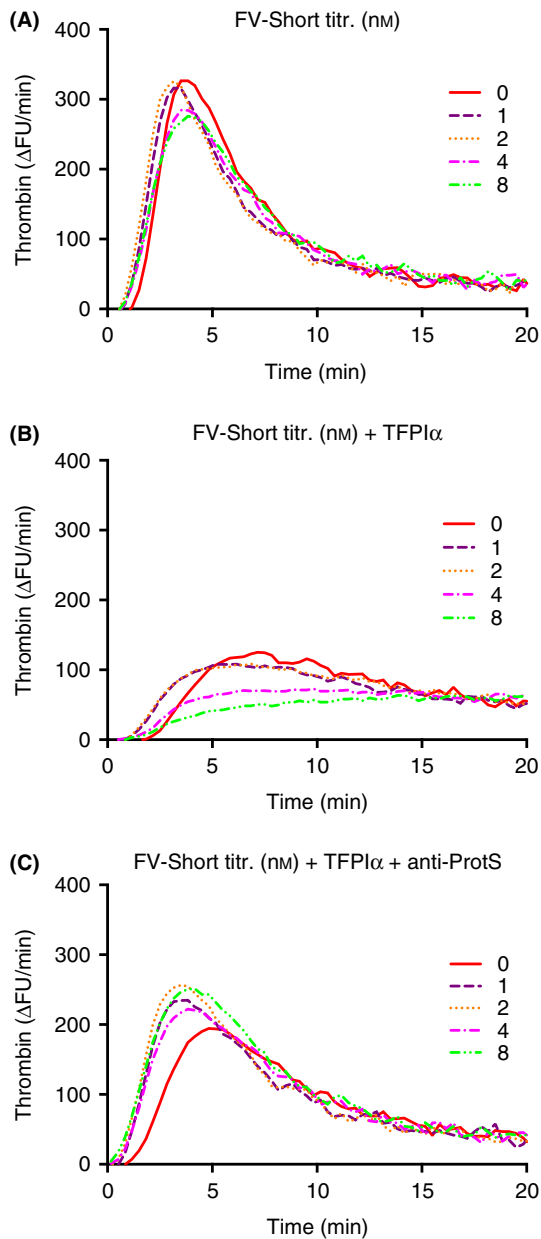 (A)
FV-Short titr. (nM)
400
300
200
100
0
Thrombin (ΔFU/min)
0
1
2
4
8
0 5 10 15 20
Time (min)
(B)
FV-Short titr. (nM) + TFPIα
400
300
200
100
0
Thrombin (ΔFU/min)
0
1
2
4
8
0 5 10 15 20
Time (min)
(C)
FV-Short titr. (nM) + TFPIα + anti-ProtS
400
300
200
100
0
Thrombin (ΔFU/min)
0
1
2
4
8
0 5 10 15 20
Time (min)